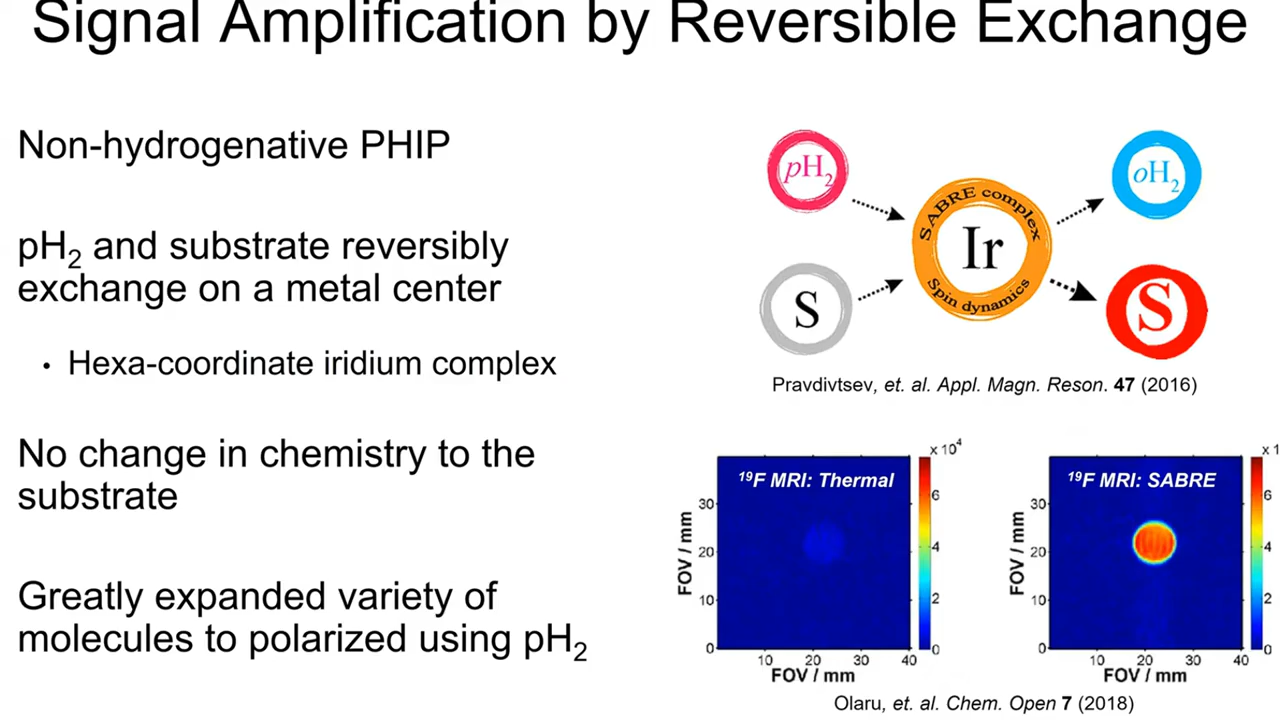 Signal Amplification by Reversible Exchange
Non-hydrogenative PHIP
pH₂ and substrate reversibly
exchange on a metal center
• Hexa-coordinate iridium complex
No change in chemistry to the
substrate
Greatly expanded variety of
molecules to polarized using pH₂
pH₂
oH₂
SABRE complex
Ir
Spin dynamics
S
S
Pravdivtsev, et. al. Appl. Magn. Reson. 47 (2016)
x 10⁴
¹⁹F MRI: Thermal
30
20
10
0
10 20 30 40
FOV / mm
FOV / mm
6
4
2
0
x 1
¹⁹F MRI: SABRE
30
20
10
0
10 20 30 40
FOV / mm
FOV / mm
6
4
2
0
Olaru, et. al. Chem. Open 7 (2018)